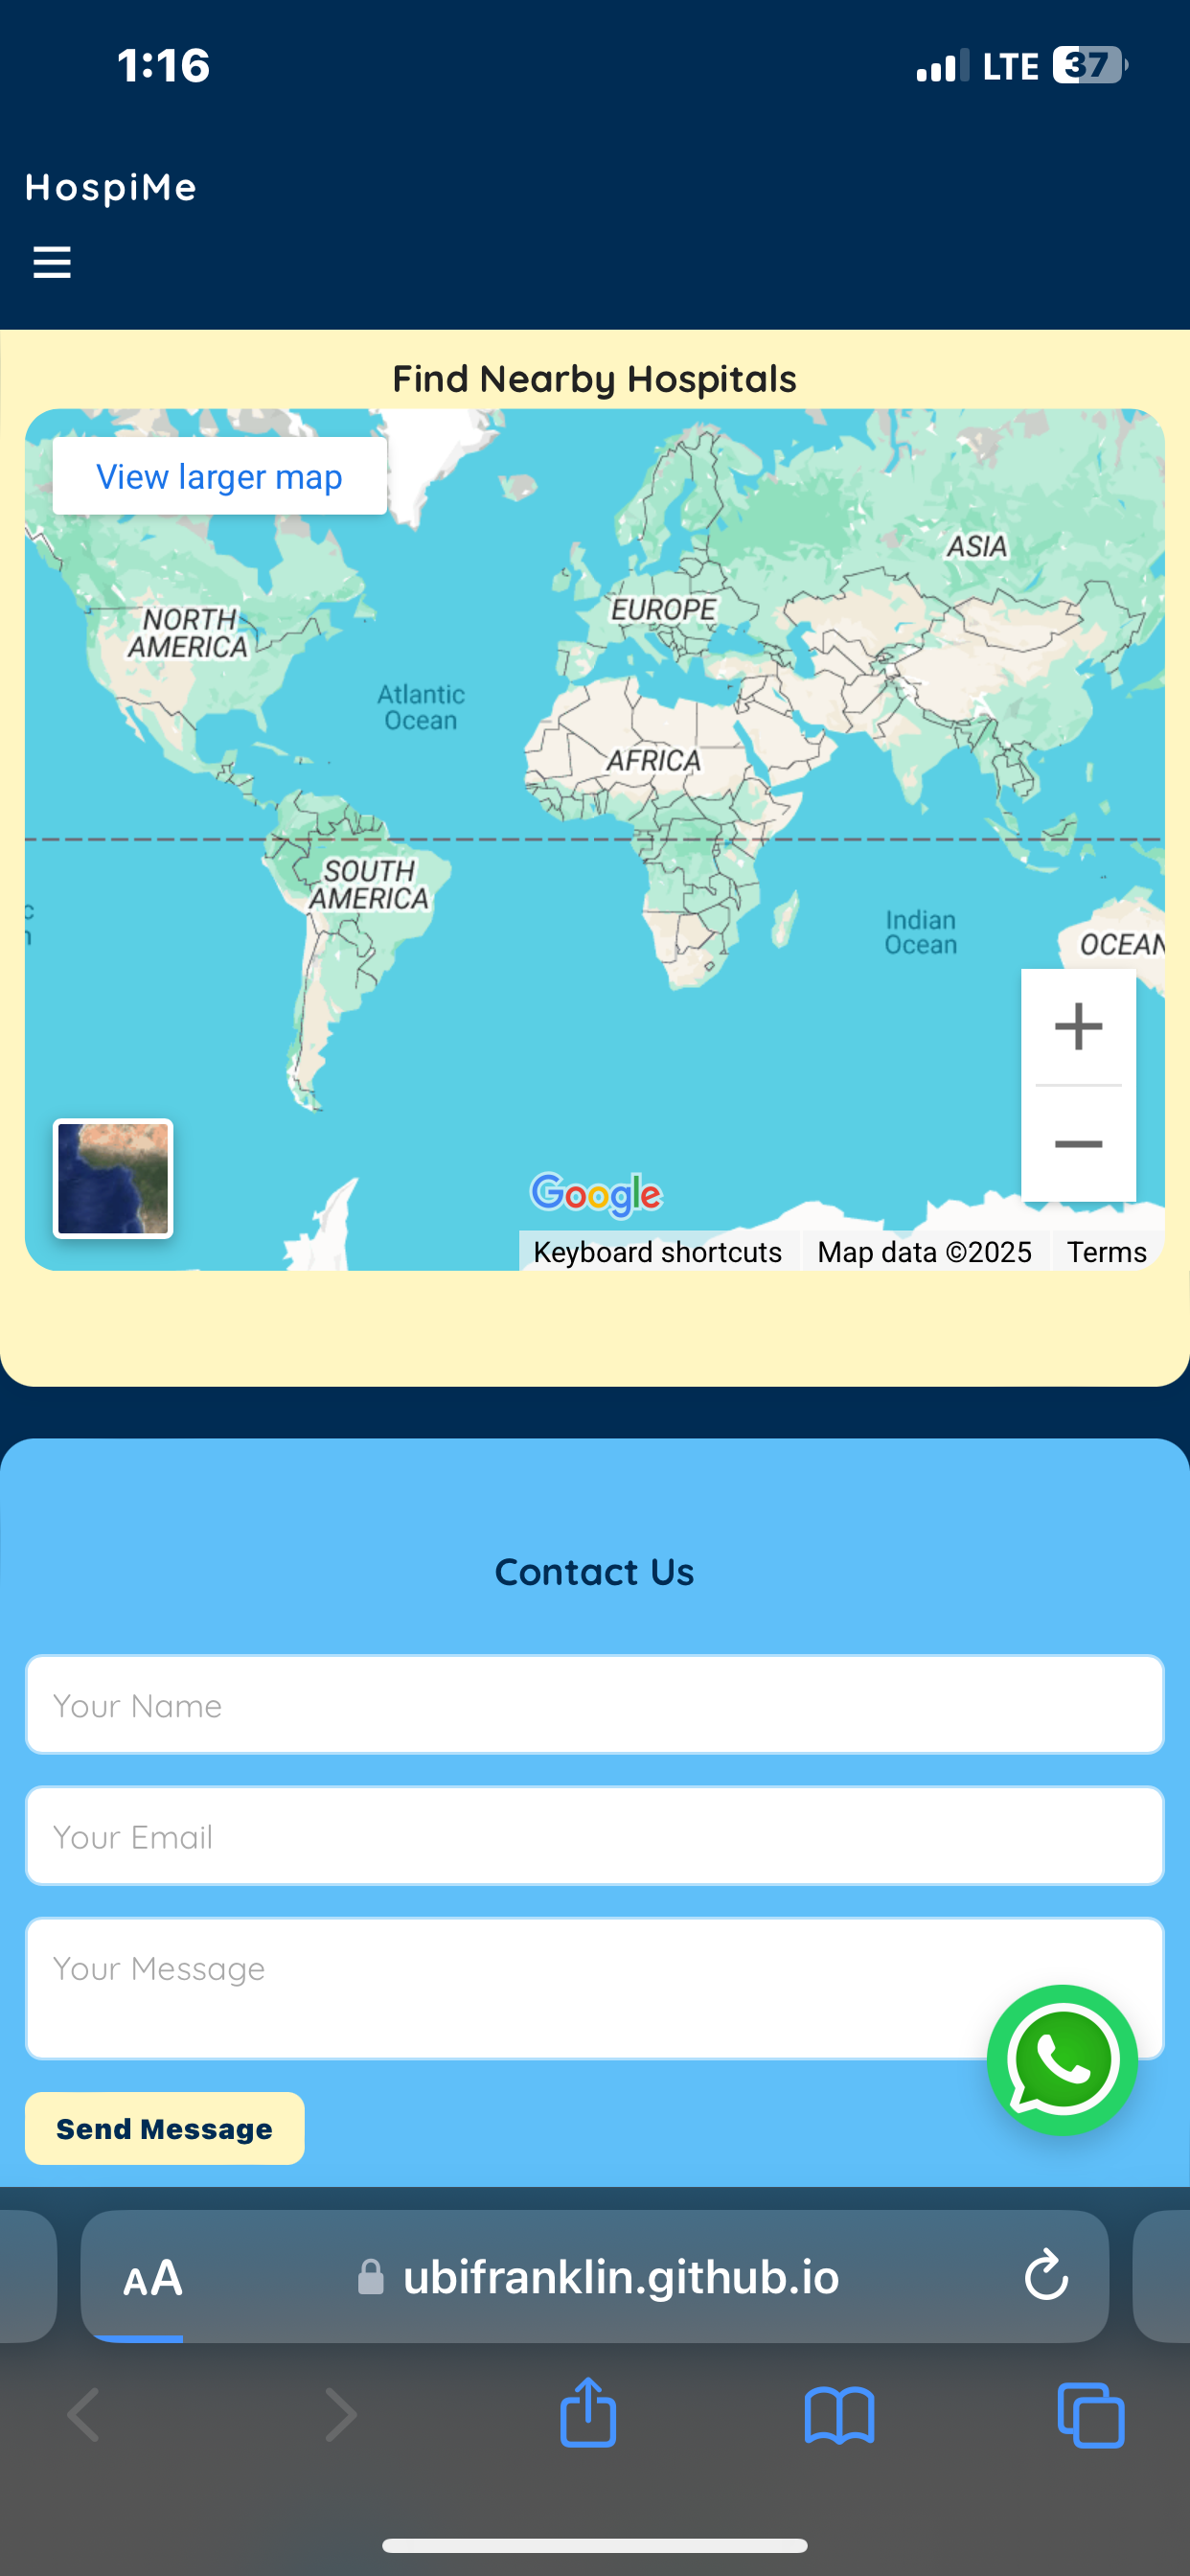 1:16
LTE 37
HospiMe
Find Nearby Hospitals
View larger map
ASIA
NORTH
AMERICA
EUROPE
Atlantic
Ocean
AFRICA
SOUTH
AMERICA
Indian
Ocean
OCEAN
Google
Keyboard shortcuts
Map data ©2025
Terms
Contact Us
Your Name
Your Email
Your Message
Send Message
AA
ubifranklin.github.io